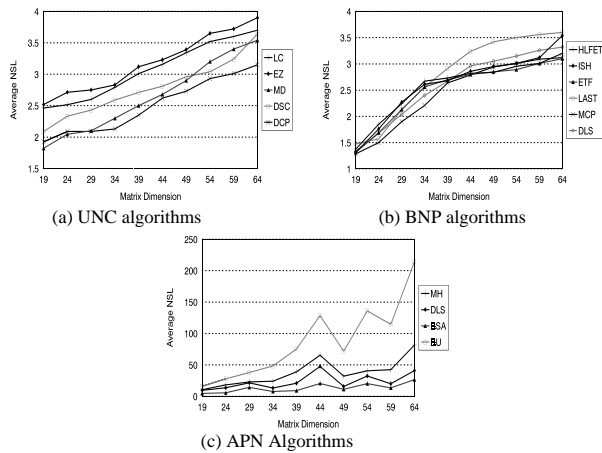 4
3.5
3
2.5
2
1.5
Average NSL
19 24 29 34 39 44 49 54 59 64
Matrix Dimension
LC
EZ
MD
DSC
DCP
(a) UNC algorithms
4
3.5
3
2.5
2
1.5
1
Average NSL
19 24 29 34 39 44 49 54 59 64
Matrix Dimension
HLFET
ISH
ETF
LAST
MCP
DLS
(b) BNP algorithms
250
200
150
100
50
0
Average NSL
19 24 29 34 39 44 49 54 59 64
Matrix Dimension
MH
DLS
BSA
BU
(c) APN Algorithms